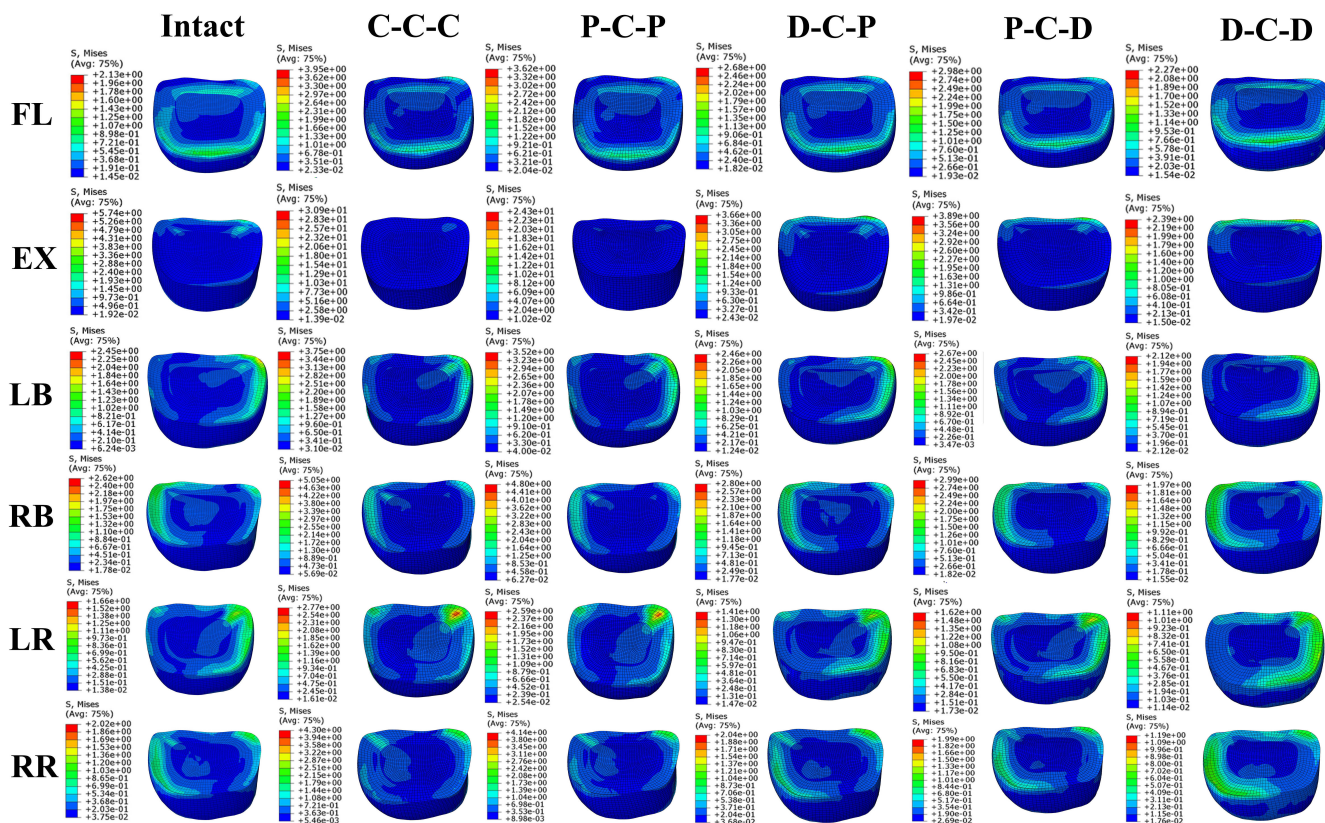 Intact C-C-C P-C-P D-C-P P-C-D D-C-D
FL
S, Mises
(Avg: 75%)
+2.13e+00
+1.96e+00
+1.78e+00
+1.60e+00
+1.43e+00
+1.25e+00
+1.07e+00
+8.98e-01
+7.21e-01
+5.45e-01
+3.68e-01
+1.91e-01
+1.45e-02
S, Mises
(Avg: 75%)
+3.95e+00
+3.62e+00
+3.30e+00
+2.97e+00
+2.64e+00
+2.31e+00
+1.99e+00
+1.66e+00
+1.33e+00
+1.01e+00
+6.78e-01
+3.51e-01
+2.33e-02
S, Mises
(Avg: 75%)
+3.62e+00
+3.32e+00
+3.02e+00
+2.72e+00
+2.42e+00
+2.12e+00
+1.82e+00
+1.52e+00
+1.22e+00
+9.21e-01
+6.21e-01
+3.21e-01
+2.04e-02
S, Mises
(Avg: 75%)
+2.68e+00
+2.46e+00
+2.24e+00
+2.02e+00
+1.79e+00
+1.57e+00
+1.35e+00
+1.13e+00
+9.06e-01
+6.84e-01
+4.62e-01
+2.40e-01
+1.82e-02
S, Mises
(Avg: 75%)
+2.98e+00
+2.74e+00
+2.49e+00
+2.24e+00
+1.99e+00
+1.75e+00
+1.50e+00
+1.25e+00
+1.01e+00
+7.60e-01
+5.13e-01
+2.66e-01
+1.93e-02
S, Mises
(Avg: 75%)
+2.27e+00
+2.08e+00
+1.89e+00
+1.70e+00
+1.52e+00
+1.33e+00
+1.14e+00
+9.53e-01
+7.66e-01
+5.78e-01
+3.91e-01
+2.03e-01
+1.54e-02
EX
S, Mises
(Avg: 75%)
+5.74e+00
+5.26e+00
+4.79e+00
+4.31e+00
+3.83e+00
+3.36e+00
+2.88e+00
+2.40e+00
+1.93e+00
+1.45e+00
+9.73e-01
+4.96e-01
+1.92e-02
S, Mises
(Avg: 75%)
+3.09e+01
+2.83e+01
+2.57e+01
+2.32e+01
+2.06e+01
+1.80e+01
+1.54e+01
+1.29e+01
+1.03e+01
+7.73e+00
+5.16e+00
+2.58e+00
+1.39e-02
S, Mises
(Avg: 75%)
+2.43e+01
+2.23e+01
+2.03e+01
+1.83e+01
+1.62e+01
+1.42e+01
+1.22e+01
+1.02e+01
+8.12e+00
+6.09e+00
+4.07e+00
+2.04e+00
+1.02e-02
S, Mises
(Avg: 75%)
+3.66e+00
+3.36e+00
+3.05e+00
+2.75e+00
+2.45e+00
+2.14e+00
+1.84e+00
+1.54e+00
+1.24e+00
+9.33e-01
+6.30e-01
+3.27e-01
+2.43e-02
S, Mises
(Avg: 75%)
+3.89e+00
+3.56e+00
+3.24e+00
+2.92e+00
+2.60e+00
+2.27e+00
+1.95e+00
+1.63e+00
+1.31e+00
+9.86e-01
+6.64e-01
+3.42e-01
+1.97e-02
S, Mises
(Avg: 75%)
+2.39e+00
+2.19e+00
+1.99e+00
+1.79e+00
+1.60e+00
+1.40e+00
+1.20e+00
+1.00e+00
+8.05e-01
+6.08e-01
+4.10e-01
+2.13e-01
+1.50e-02
LB
S, Mises
(Avg: 75%)
+2.45e+00
+2.25e+00
+2.04e+00
+1.84e+00
+1.64e+00
+1.43e+00
+1.23e+00
+1.02e+00
+8.21e-01
+6.17e-01
+4.14e-01
+2.10e-01
+6.24e-03
S, Mises
(Avg: 75%)
+3.75e+00
+3.44e+00
+3.13e+00
+2.82e+00
+2.51e+00
+2.20e+00
+1.89e+00
+1.58e+00
+1.27e+00
+9.60e-01
+6.50e-01
+3.41e-01
+3.10e-02
S, Mises
(Avg: 75%)
+3.52e+00
+3.23e+00
+2.94e+00
+2.65e+00
+2.36e+00
+2.07e+00
+1.78e+00
+1.49e+00
+1.20e+00
+9.10e-01
+6.20e-01
+3.30e-01
+4.00e-02
S, Mises
(Avg: 75%)
+2.46e+00
+2.26e+00
+2.05e+00
+1.85e+00
+1.65e+00
+1.44e+00
+1.24e+00
+1.03e+00
+8.29e-01
+6.25e-01
+4.21e-01
+2.17e-01
+1.24e-02
S, Mises
(Avg: 75%)
+2.67e+00
+2.45e+00
+2.23e+00
+2.00e+00
+1.78e+00
+1.56e+00
+1.34e+00
+1.11e+00
+8.92e-01
+6.70e-01
+4.48e-01
+2.26e-01
+3.47e-03
S, Mises
(Avg: 75%)
+2.12e+00
+1.94e+00
+1.77e+00
+1.59e+00
+1.42e+00
+1.24e+00
+1.07e+00
+8.94e-01
+7.19e-01
+5.45e-01
+3.70e-01
+1.96e-01
+2.12e-02
RB
S, Mises
(Avg: 75%)
+2.62e+00
+2.40e+00
+2.18e+00
+1.97e+00
+1.75e+00
+1.53e+00
+1.32e+00
+1.10e+00
+8.84e-01
+6.67e-01
+4.51e-01
+2.34e-01
+1.78e-02
S, Mises
(Avg: 75%)
+5.05e+00
+4.63e+00
+4.22e+00
+3.80e+00
+3.39e+00
+2.97e+00
+2.55e+00
+2.14e+00
+1.72e+00
+1.30e+00
+8.89e-01
+4.73e-01
+5.69e-02
S, Mises
(Avg: 75%)
+4.80e+00
+4.41e+00
+4.01e+00
+3.62e+00
+3.22e+00
+2.83e+00
+2.43e+00
+2.04e+00
+1.64e+00
+1.25e+00
+8.53e-01
+4.58e-01
+6.27e-02
S, Mises
(Avg: 75%)
+2.80e+00
+2.57e+00
+2.33e+00
+2.10e+00
+1.87e+00
+1.64e+00
+1.41e+00
+1.18e+00
+9.45e-01
+7.13e-01
+4.81e-01
+2.49e-01
+1.77e-02
S, Mises
(Avg: 75%)
+2.99e+00
+2.74e+00
+2.49e+00
+2.24e+00
+2.00e+00
+1.75e+00
+1.50e+00
+1.26e+00
+1.01e+00
+7.60e-01
+5.13e-01
+2.66e-01
+1.82e-02
S, Mises
(Avg: 75%)
+1.97e+00
+1.81e+00
+1.64e+00
+1.48e+00
+1.32e+00
+1.15e+00
+9.92e-01
+8.29e-01
+6.66e-01
+5.04e-01
+3.41e-01
+1.78e-01
+1.55e-02
LR
S, Mises
(Avg: 75%)
+1.66e+00
+1.52e+00
+1.38e+00
+1.25e+00
+1.11e+00
+9.73e-01
+8.36e-01
+6.99e-01
+5.62e-01
+4.25e-01
+2.88e-01
+1.51e-01
+1.38e-02
S, Mises
(Avg: 75%)
+2.77e+00
+2.54e+00
+2.31e+00
+2.08e+00
+1.85e+00
+1.62e+00
+1.39e+00
+1.16e+00
+9.34e-01
+7.04e-01
+4.75e-01
+2.45e-01
+1.61e-02
S, Mises
(Avg: 75%)
+2.59e+00
+2.37e+00
+2.16e+00
+1.95e+00
+1.73e+00
+1.52e+00
+1.31e+00
+1.09e+00
+8.79e-01
+6.66e-01
+4.52e-01
+2.39e-01
+2.54e-02
S, Mises
(Avg: 75%)
+1.41e+00
+1.30e+00
+1.18e+00
+1.06e+00
+9.47e-01
+8.30e-01
+7.14e-01
+5.97e-01
+4.81e-01
+3.64e-01
+2.48e-01
+1.31e-01
+1.47e-02
S, Mises
(Avg: 75%)
+1.62e+00
+1.48e+00
+1.35e+00
+1.22e+00
+1.08e+00
+9.50e-01
+8.16e-01
+6.83e-01
+5.50e-01
+4.17e-01
+2.84e-01
+1.51e-01
+1.73e-02
S, Mises
(Avg: 75%)
+1.11e+00
+1.01e+00
+9.23e-01
+8.32e-01
+7.41e-01
+6.50e-01
+5.58e-01
+4.67e-01
+3.76e-01
+2.85e-01
+1.94e-01
+1.03e-01
+1.14e-02
RR
S, Mises
(Avg: 75%)
+2.02e+00
+1.86e+00
+1.69e+00
+1.53e+00
+1.36e+00
+1.20e+00
+1.03e+00
+8.65e-01
+6.99e-01
+5.34e-01
+3.68e-01
+2.03e-01
+3.75e-02
S, Mises
(Avg: 75%)
+4.30e+00
+3.94e+00
+3.58e+00
+3.22e+00
+2.87e+00
+2.51e+00
+2.15e+00
+1.79e+00
+1.44e+00
+1.08e+00
+7.21e-01
+3.63e-01
+5.46e-03
S, Mises
(Avg: 75%)
+4.14e+00
+3.80e+00
+3.45e+00
+3.11e+00
+2.76e+00
+2.42e+00
+2.08e+00
+1.73e+00
+1.39e+00
+1.04e+00
+6.98e-01
+3.53e-01
+8.98e-03
S, Mises
(Avg: 75%)
+2.04e+00
+1.88e+00
+1.71e+00
+1.54e+00
+1.37e+00
+1.21e+00
+1.04e+00
+8.73e-01
+7.06e-01
+5.38e-01
+3.71e-01
+2.04e-01
+3.68e-02
S, Mises
(Avg: 75%)
+1.99e+00
+1.82e+00
+1.66e+00
+1.50e+00
+1.33e+00
+1.17e+00
+1.01e+00
+8.44e-01
+6.80e-01
+5.17e-01
+3.54e-01
+1.90e-01
+2.69e-02
S, Mises
(Avg: 75%)
+1.19e+00
+1.09e+00
+9.96e-01
+8.98e-01
+8.00e-01
+7.02e-01
+6.04e-01
+5.07e-01
+4.09e-01
+3.11e-01
+2.13e-01
+1.15e-01
+1.76e-02